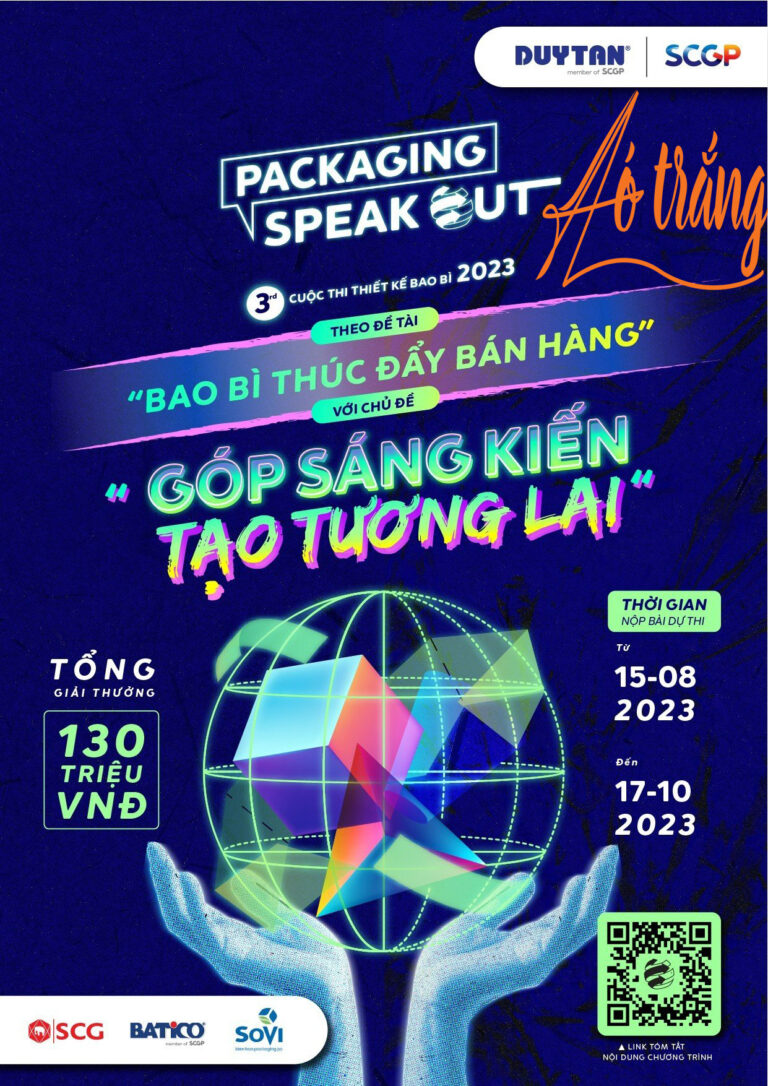 DUYTAN® | SCGP
member of SCGP
Aó trắng
PACKAGING
SPEAK OUT
3rd CUỘC THI THIẾT KẾ BAO BÌ 2023
THEO ĐỀ TÀI
“BAO BÌ THÚC ĐẨY BÁN HÀNG”
VỚI CHỦ ĐỀ
“GÓP SÁNG KIẾN
TẠO TƯƠNG LAI“
THỜI GIAN
NỘP BÀI DỰ THI
Từ
15-08
2023
Đến
17-10
2023
TỔNG
GIẢI THƯỞNG
130
TRIỆU
VNĐ
▲ LINK TÓM TẮT
NỘI DUNG CHƯƠNG TRÌNH
SCG
BATICO
member of SCGP
SOVI